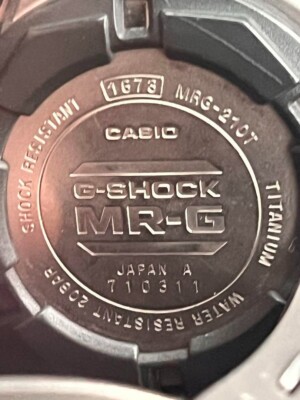 SHOCK RESISTANT 1673 MRG-210T TITANIUM
CASIO
G-SHOCK
MR-G
JAPAN A
710311
WATER RESISTANT 20BAR